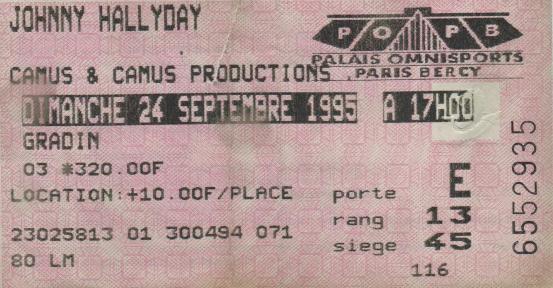 JOHNNY HALLYDAY
P O P B
PALAIS OMNISPORTS
PARIS BERCY
CAMUS & CAMUS PRODUCTIONS
DIMANCHE 24 SEPTEMBRE 1995 A 17H00
GRADIN
03 *320.00F
LOCATION:+10.00F/PLACE
porte E
rang 13
siege 45
23025813 01 300494 071
80 LM
116
6552935